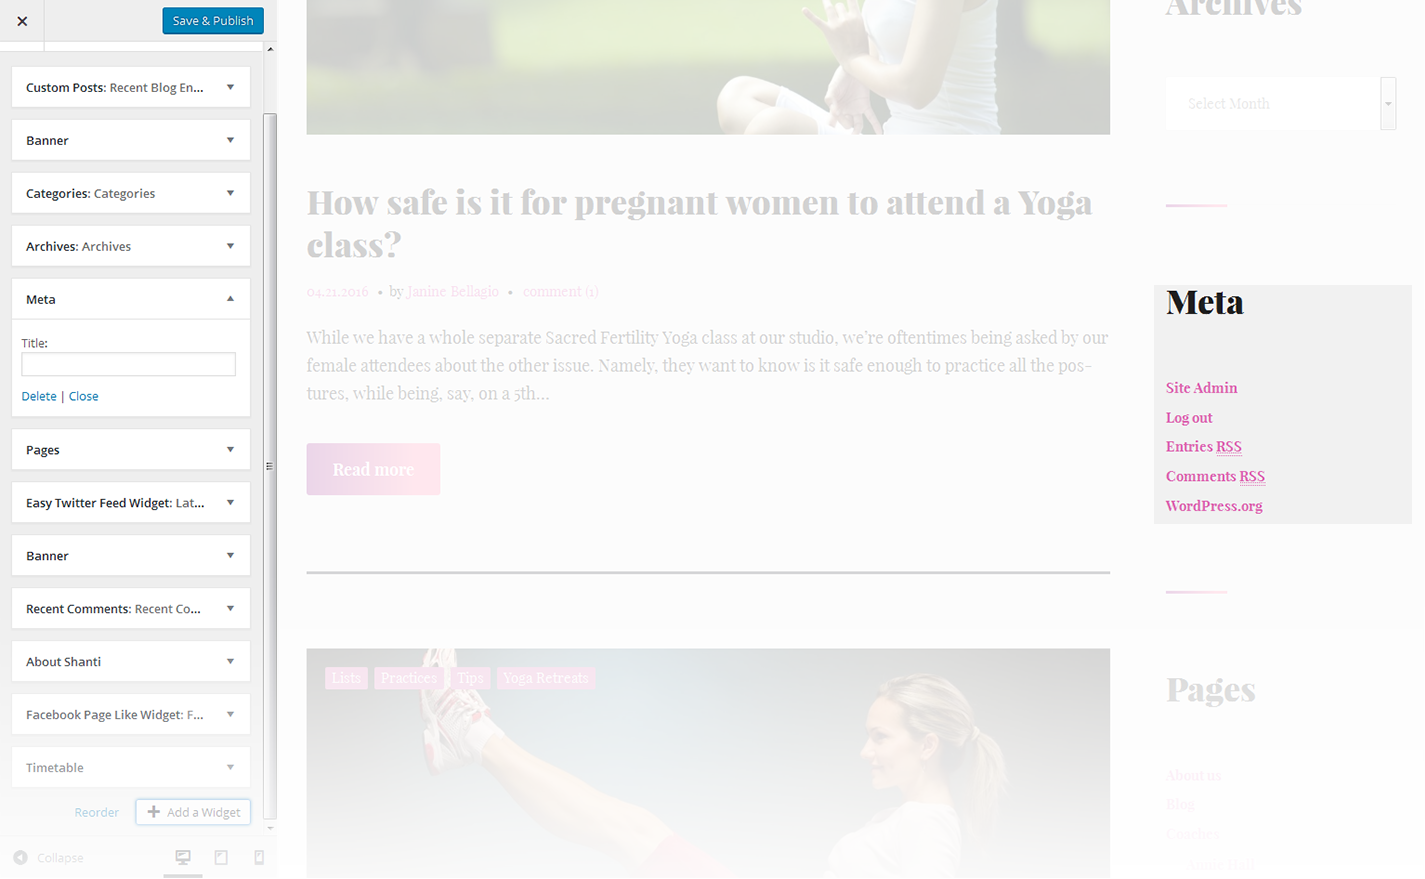 Save & Publish
Custom Posts: Recent Blog En...
Banner
Categories: Categories
Archives: Archives
Meta
Title:
Delete | Close
Pages
Easy Twitter Feed Widget: Lat...
Banner
Recent Comments: Recent Co...
About Shanti
Facebook Page Like Widget: F...
Timetable
Reorder
Add a Widget
Collapse
How safe is it for pregnant women to attend a Yoga
class?
04.21.2016 • by Janine Bellagio • comment (1)
While we have a whole separate Sacred Fertility Yoga class at our studio, we’re oftentimes being asked by our
female attendees about the other issue. Namely, they want to know is it safe enough to practice all the pos-
tures, while being, say, on a 5th...
Read more
Lists Practices Tips Yoga Retreats
Archives
Select Month
Meta
Site Admin
Log out
Entries RSS
Comments RSS
WordPress.org
Pages
About us
Blog
Coaches